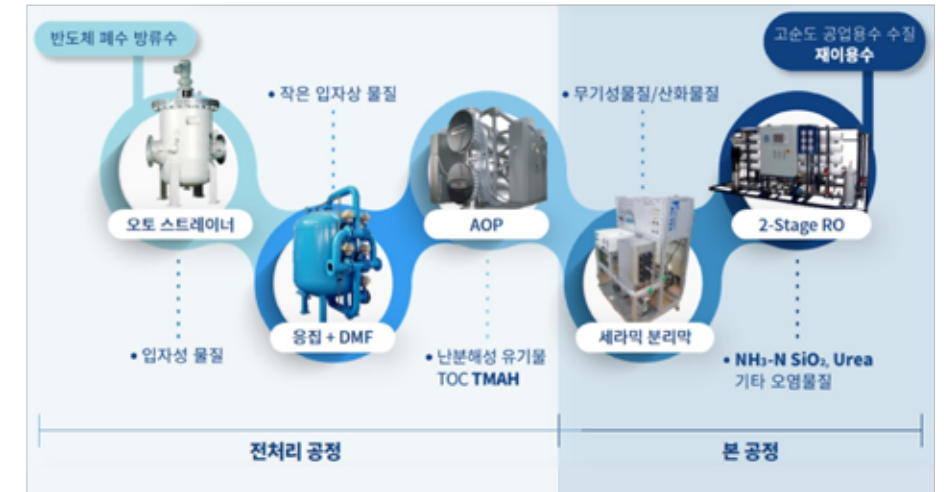 반도체 폐수 방류수
고순도 공업용수 수질
재이용수
• 작은 입자상 물질
• 무기성물질/산화물질
오토 스트레이너
AOP
2-Stage RO
응집 + DMF
세라믹 분리막
• 입자성 물질
• 난분해성 유기물
TOC TMAH
• NH₃-N SiO₂, Urea
기타 오염물질
전처리 공정
본 공정